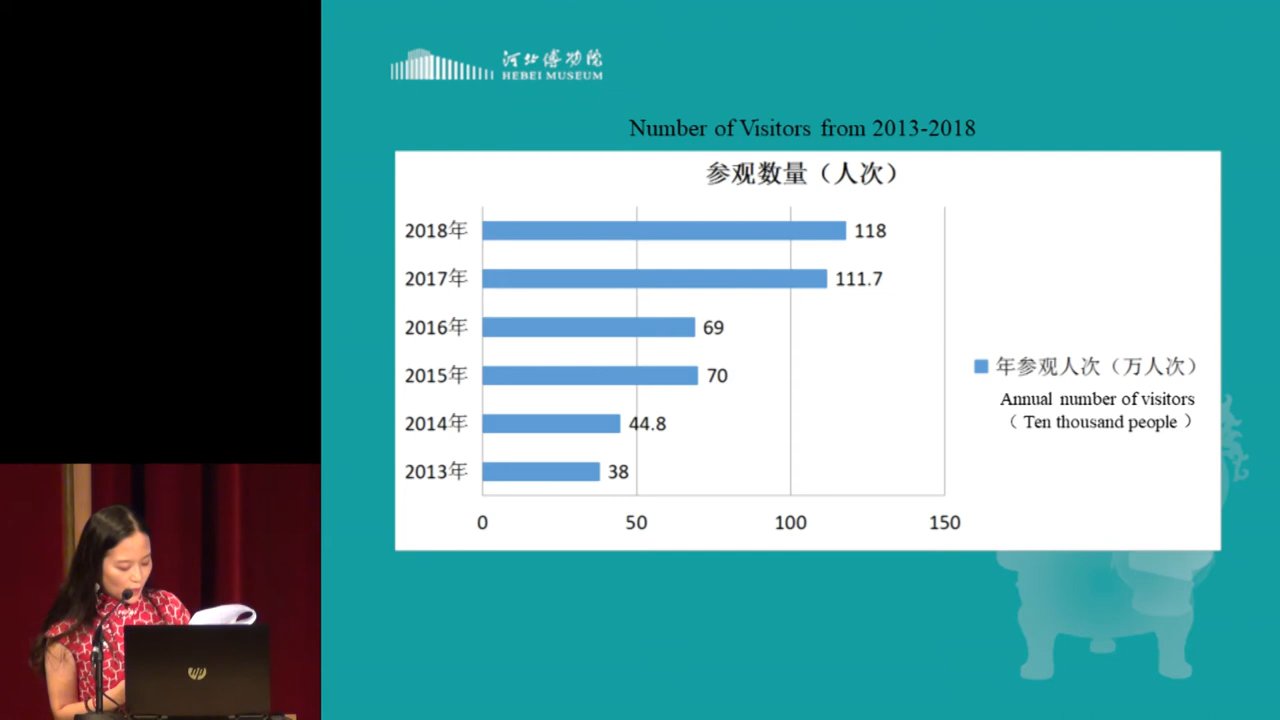 河北博物院
HEBEI MUSEUM
Number of Visitors from 2013-2018
参观数量（人次）
2018年 118
2017年 111.7
2016年 69
2015年 70
2014年 44.8
2013年 38
0 50 100 150
年参观人次（万人次）
Annual number of visitors
（ Ten thousand people ）
hp